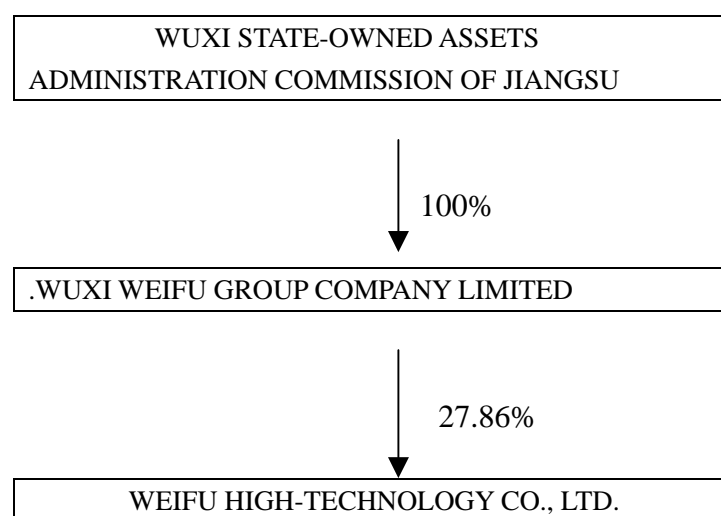 WUXI STATE-OWNED ASSETS
ADMINISTRATION COMMISSION OF JIANGSU
100%
.WUXI WEIFU GROUP COMPANY LIMITED
27.86%
WEIFU HIGH-TECHNOLOGY CO., LTD.